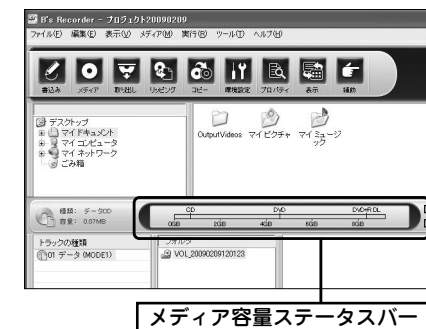 B's Recorder - プロジェクト20090209
ファイル(F) 編集(E) 表示(V) メディア(M) 実行(R) ツール(T) ヘルプ(H)
書込み メディア 取り出し リッピング コピー 環境設定 プロパティ 表示 補助
デスクトップ
マイ ドキュメント
マイ コンピュータ
マイ ネットワーク
ごみ箱
OutputVideos マイ ピクチャ マイ ミュージック
種類: データCD
容量: 0.07MB
CD DVD DVD+R DL
0GB 2GB 4GB 6GB 8GB
トラックの種類
フォルダ
01 データ (MODE1)
VOL_20090209120123
メディア容量ステータスバー